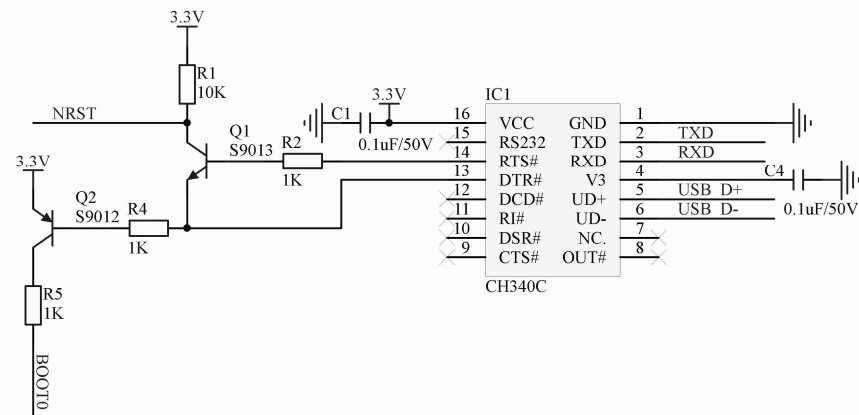 3.3V
R1
10K
NRST
Q1
S9013
R2
1K
C1
3.3V
0.1uF/50V
3.3V
Q2
S9012
R4
1K
R5
1K
BOOT0
IC1
16 VCC GND 1
15 RS232 TXD 2 TXD
14 RTS# RXD 3 RXD
13 DTR# V3 4 C4
12 DCD# UD+ 5 USB D+
0.1uF/50V
11 RI# UD- 6 USB D-
10 DSR# NC. 7
9 CTS# OUT# 8
CH340C